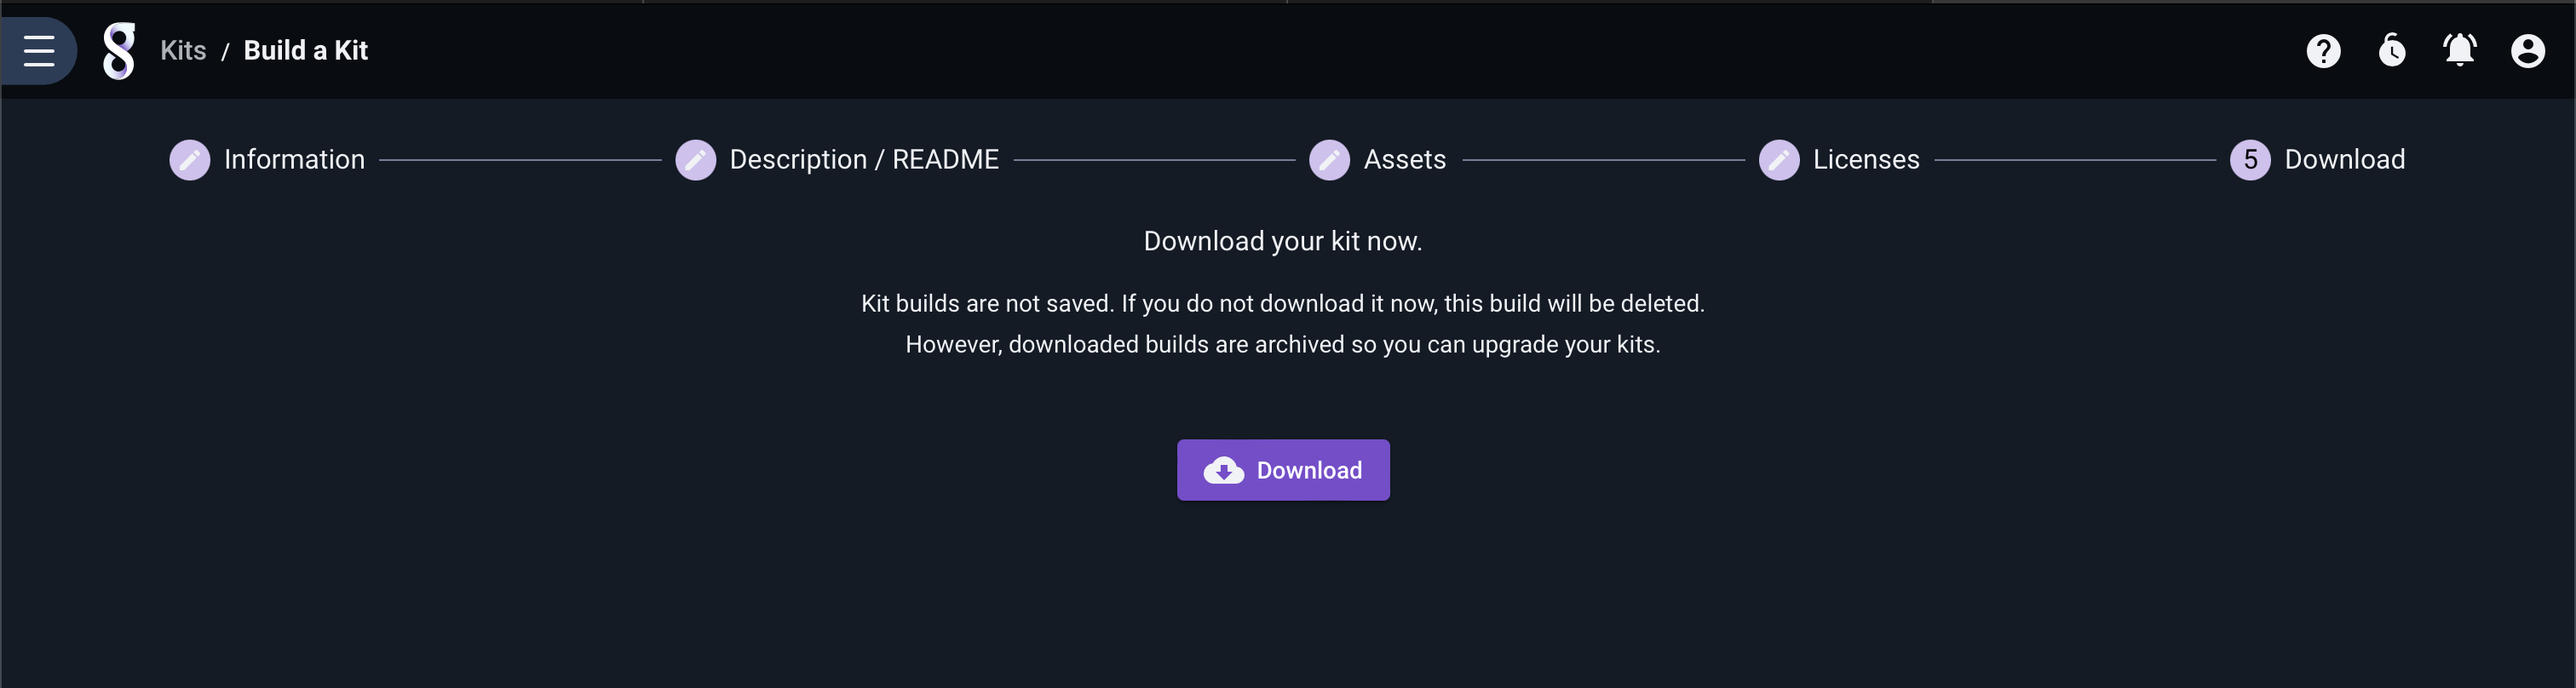 Kits / Build a Kit
Information
Description / README
Assets
Licenses
5 Download
Download your kit now.
Kit builds are not saved. If you do not download it now, this build will be deleted.
However, downloaded builds are archived so you can upgrade your kits.
Download